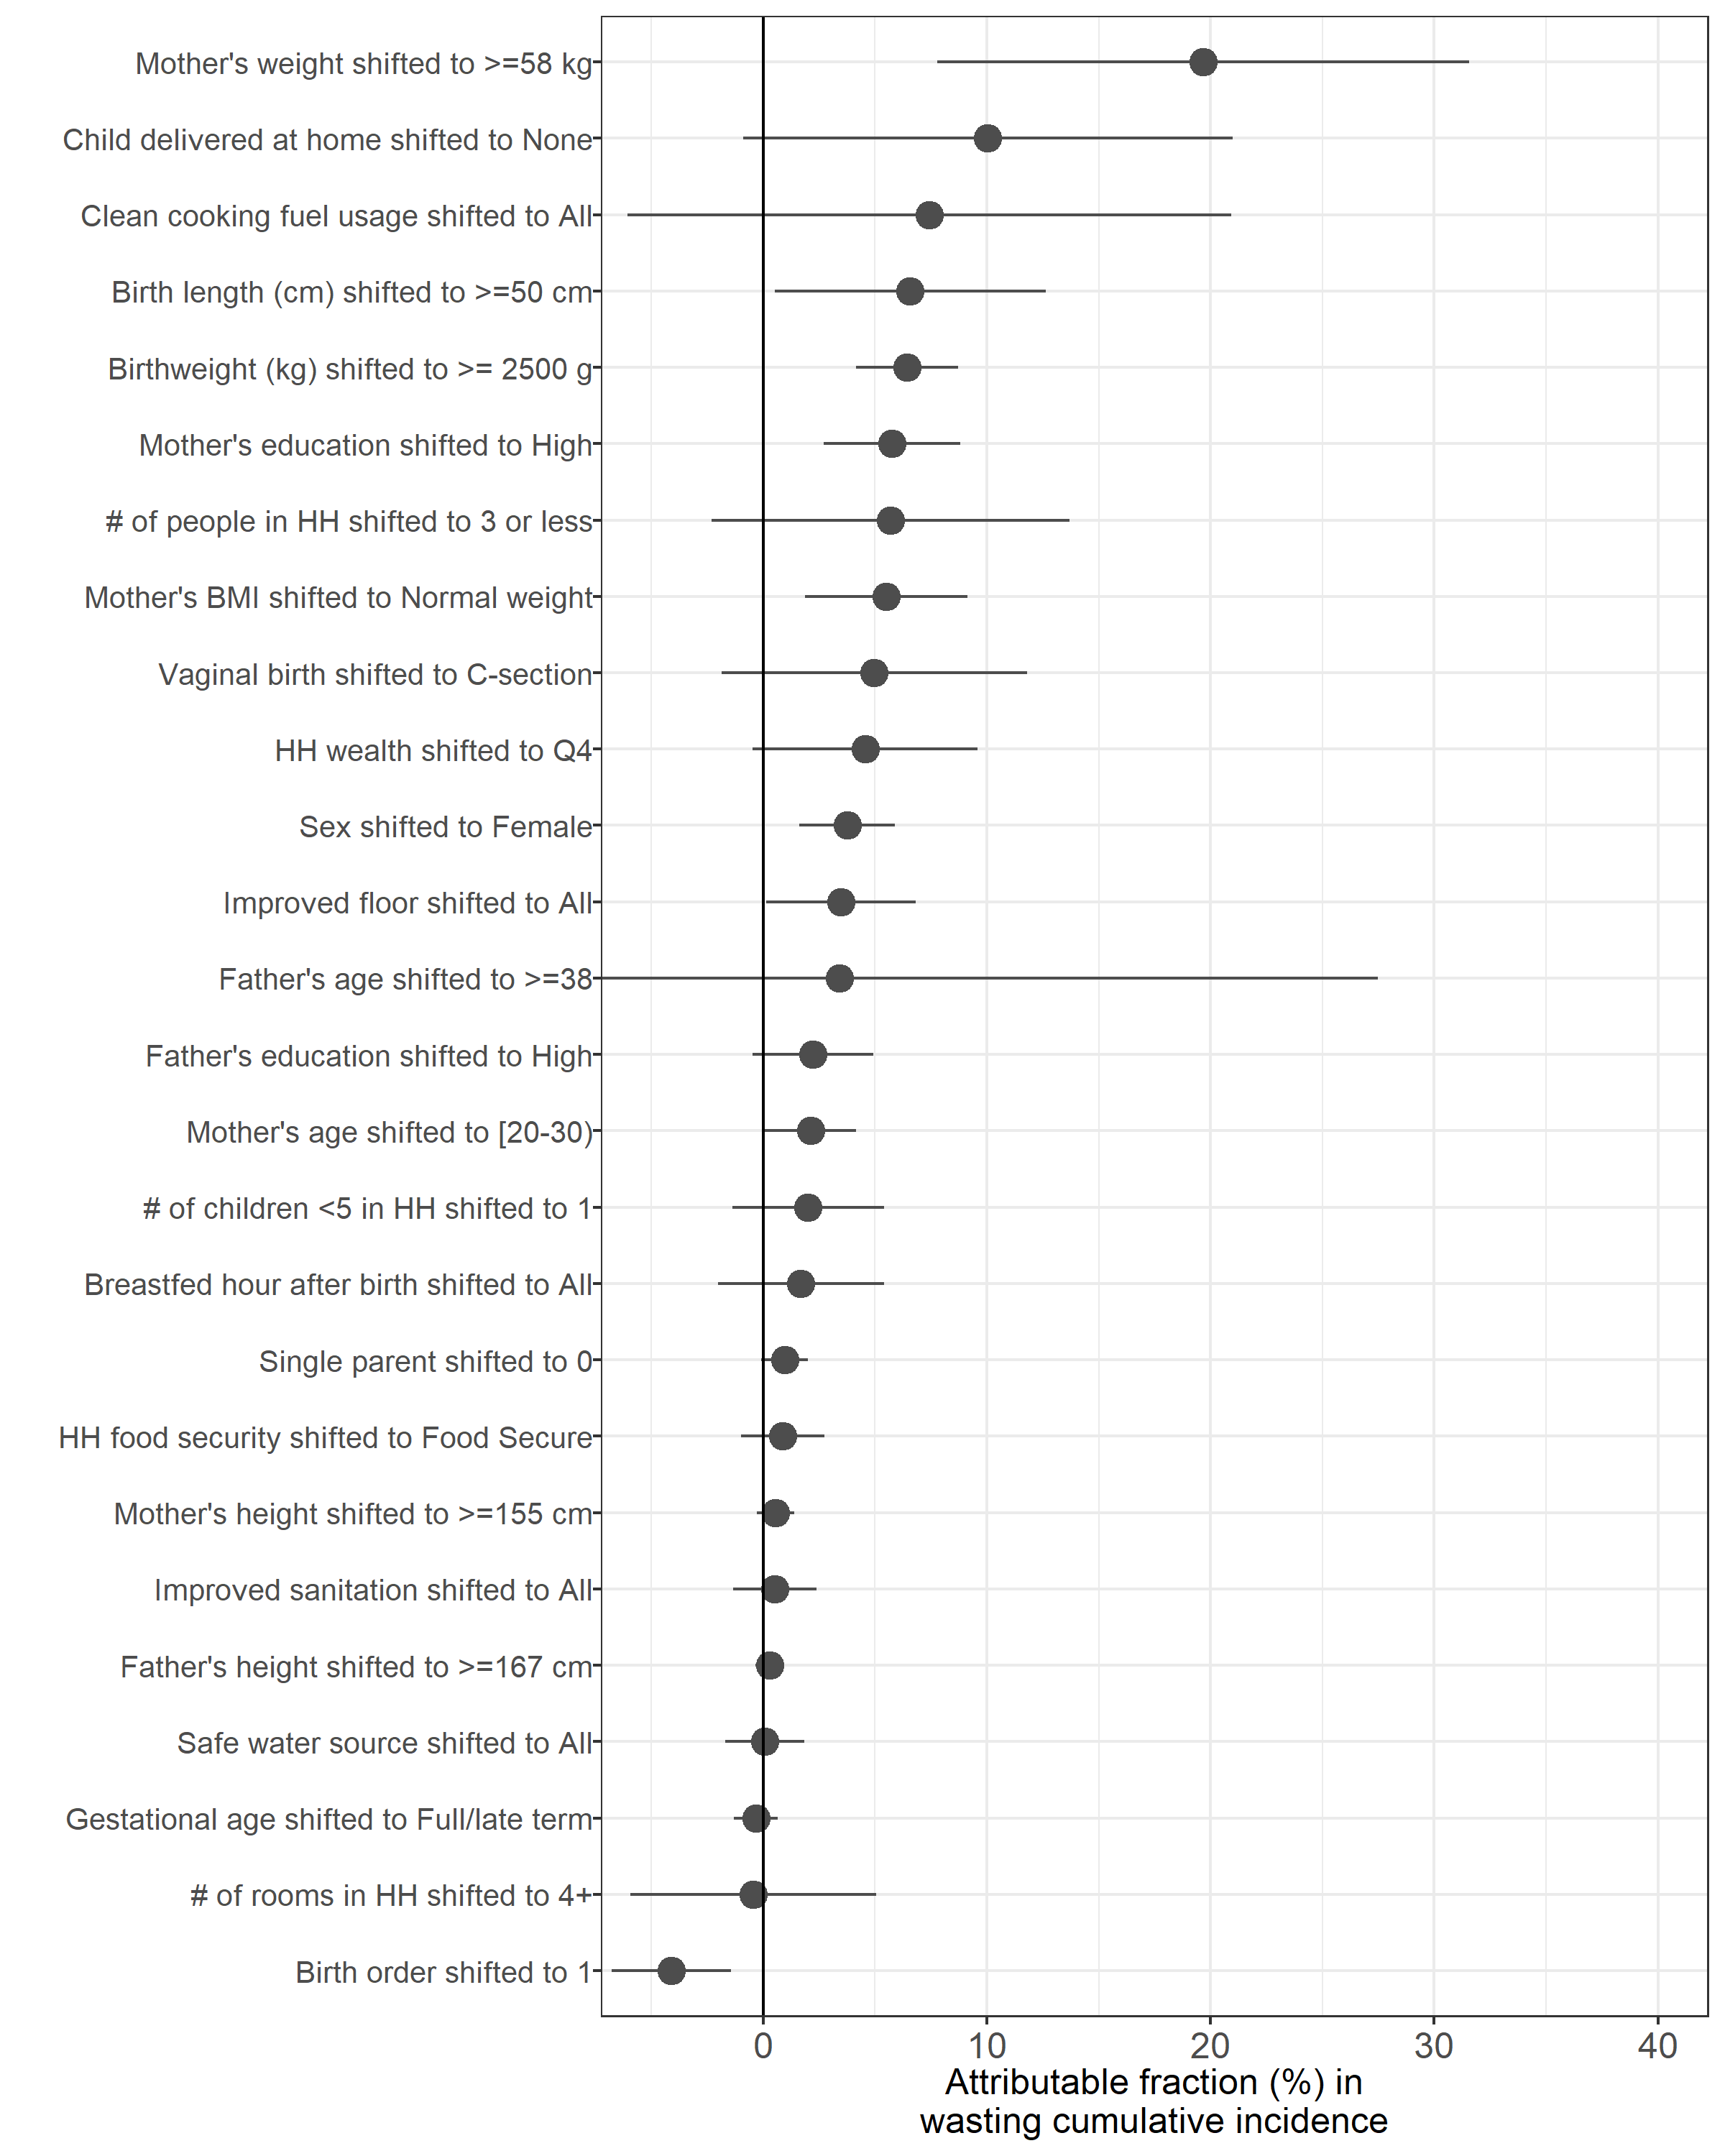 Mother's weight shifted to >=58 kg
Child delivered at home shifted to None
Clean cooking fuel usage shifted to All
Birth length (cm) shifted to >=50 cm
Birthweight (kg) shifted to >= 2500 g
Mother's education shifted to High
# of people in HH shifted to 3 or less
Mother's BMI shifted to Normal weight
Vaginal birth shifted to C-section
HH wealth shifted to Q4
Sex shifted to Female
Improved floor shifted to All
Father's age shifted to >=38
Father's education shifted to High
Mother's age shifted to [20-30)
# of children <5 in HH shifted to 1
Breastfed hour after birth shifted to All
Single parent shifted to 0
HH food security shifted to Food Secure
Mother's height shifted to >=155 cm
Improved sanitation shifted to All
Father's height shifted to >=167 cm
Safe water source shifted to All
Gestational age shifted to Full/late term
# of rooms in HH shifted to 4+
Birth order shifted to 1
0 10 20 30 40
Attributable fraction (%) in
wasting cumulative incidence